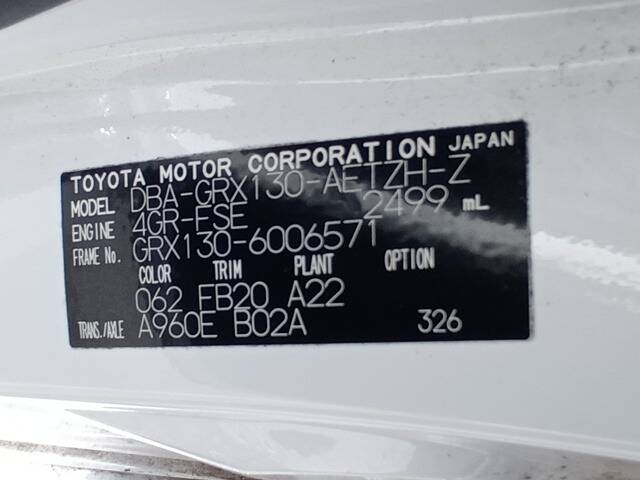 TOYOTA MOTOR CORPORATION JAPAN
MODEL DBA-GRX130-AETZH-Z
ENGINE 4GR-FSE 2499 mL
FRAME No. GRX130-6006571
COLOR TRIM PLANT OPTION
062 FB20 A22
TRANS./AXLE A960E B02A 326